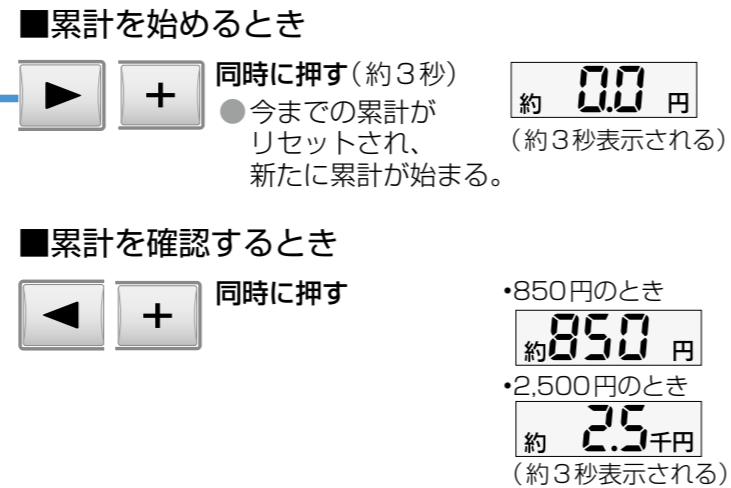 ■累計を始めるとき
▶ + 同時に押す(約3秒)
約 0.0 円
●今までの累計が
リセットされ、
新たに累計が始まる。
(約3秒表示される)
■累計を確認するとき
◀ + 同時に押す
•850円のとき
約850 円
•2,500円のとき
約 2.5千円
(約3秒表示される)